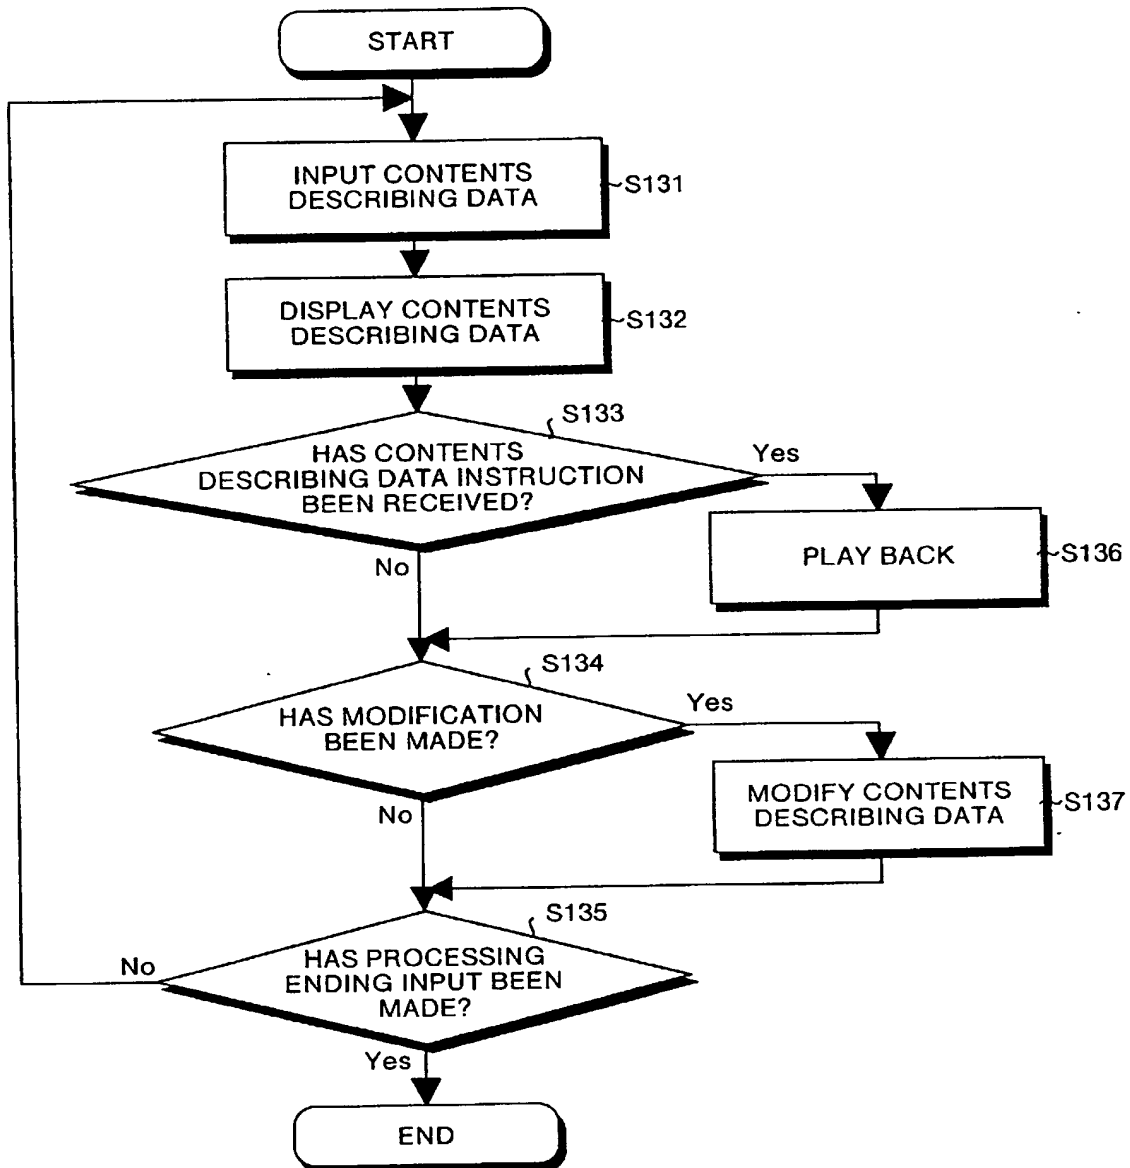 START
INPUT CONTENTS
DESCRIBING DATA
S131
DISPLAY CONTENTS
DESCRIBING DATA
S132
S133
HAS CONTENTS
DESCRIBING DATA INSTRUCTION
BEEN RECEIVED?
Yes
No
PLAY BACK
S136
S134
HAS MODIFICATION
BEEN MADE?
Yes
No
MODIFY CONTENTS
DESCRIBING DATA
S137
S135
HAS PROCESSING
ENDING INPUT BEEN
MADE?
No
Yes
END